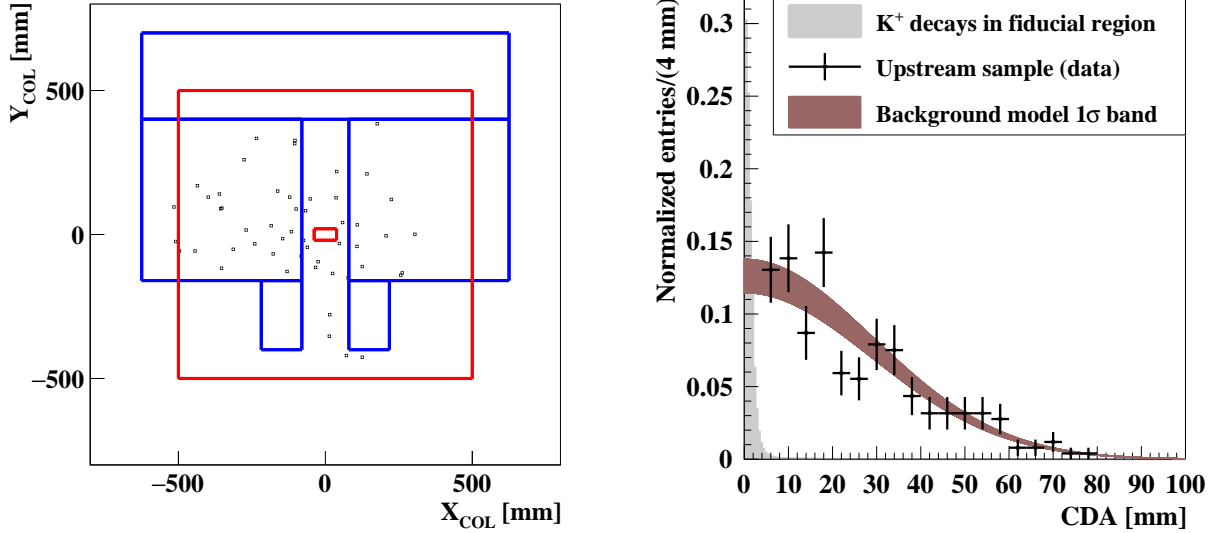 Y_COL [mm]
500
0
−500
−500
0
500
X_COL [mm]
Normalized entries/(4 mm)
0.3
0.25
0.2
0.15
0.1
0.05
0
K⁺ decays in fiducial region
Upstream sample (data)
Background model 1σ band
0 10 20 30 40 50 60 70 80 90 100
CDA [mm]